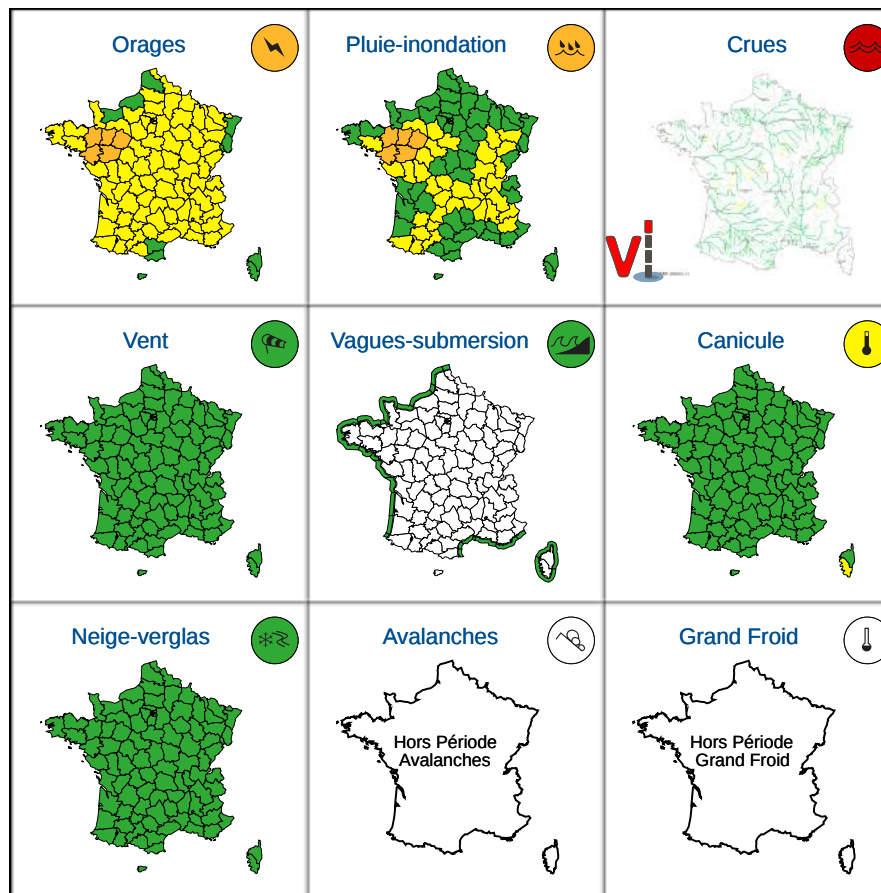 Orages
Pluie-inondation
Crues
Vi
Vent
Vagues-submersion
Canicule
Neige-verglas
Avalanches
Grand Froid
Hors Période
Avalanches
Hors Période
Grand Froid